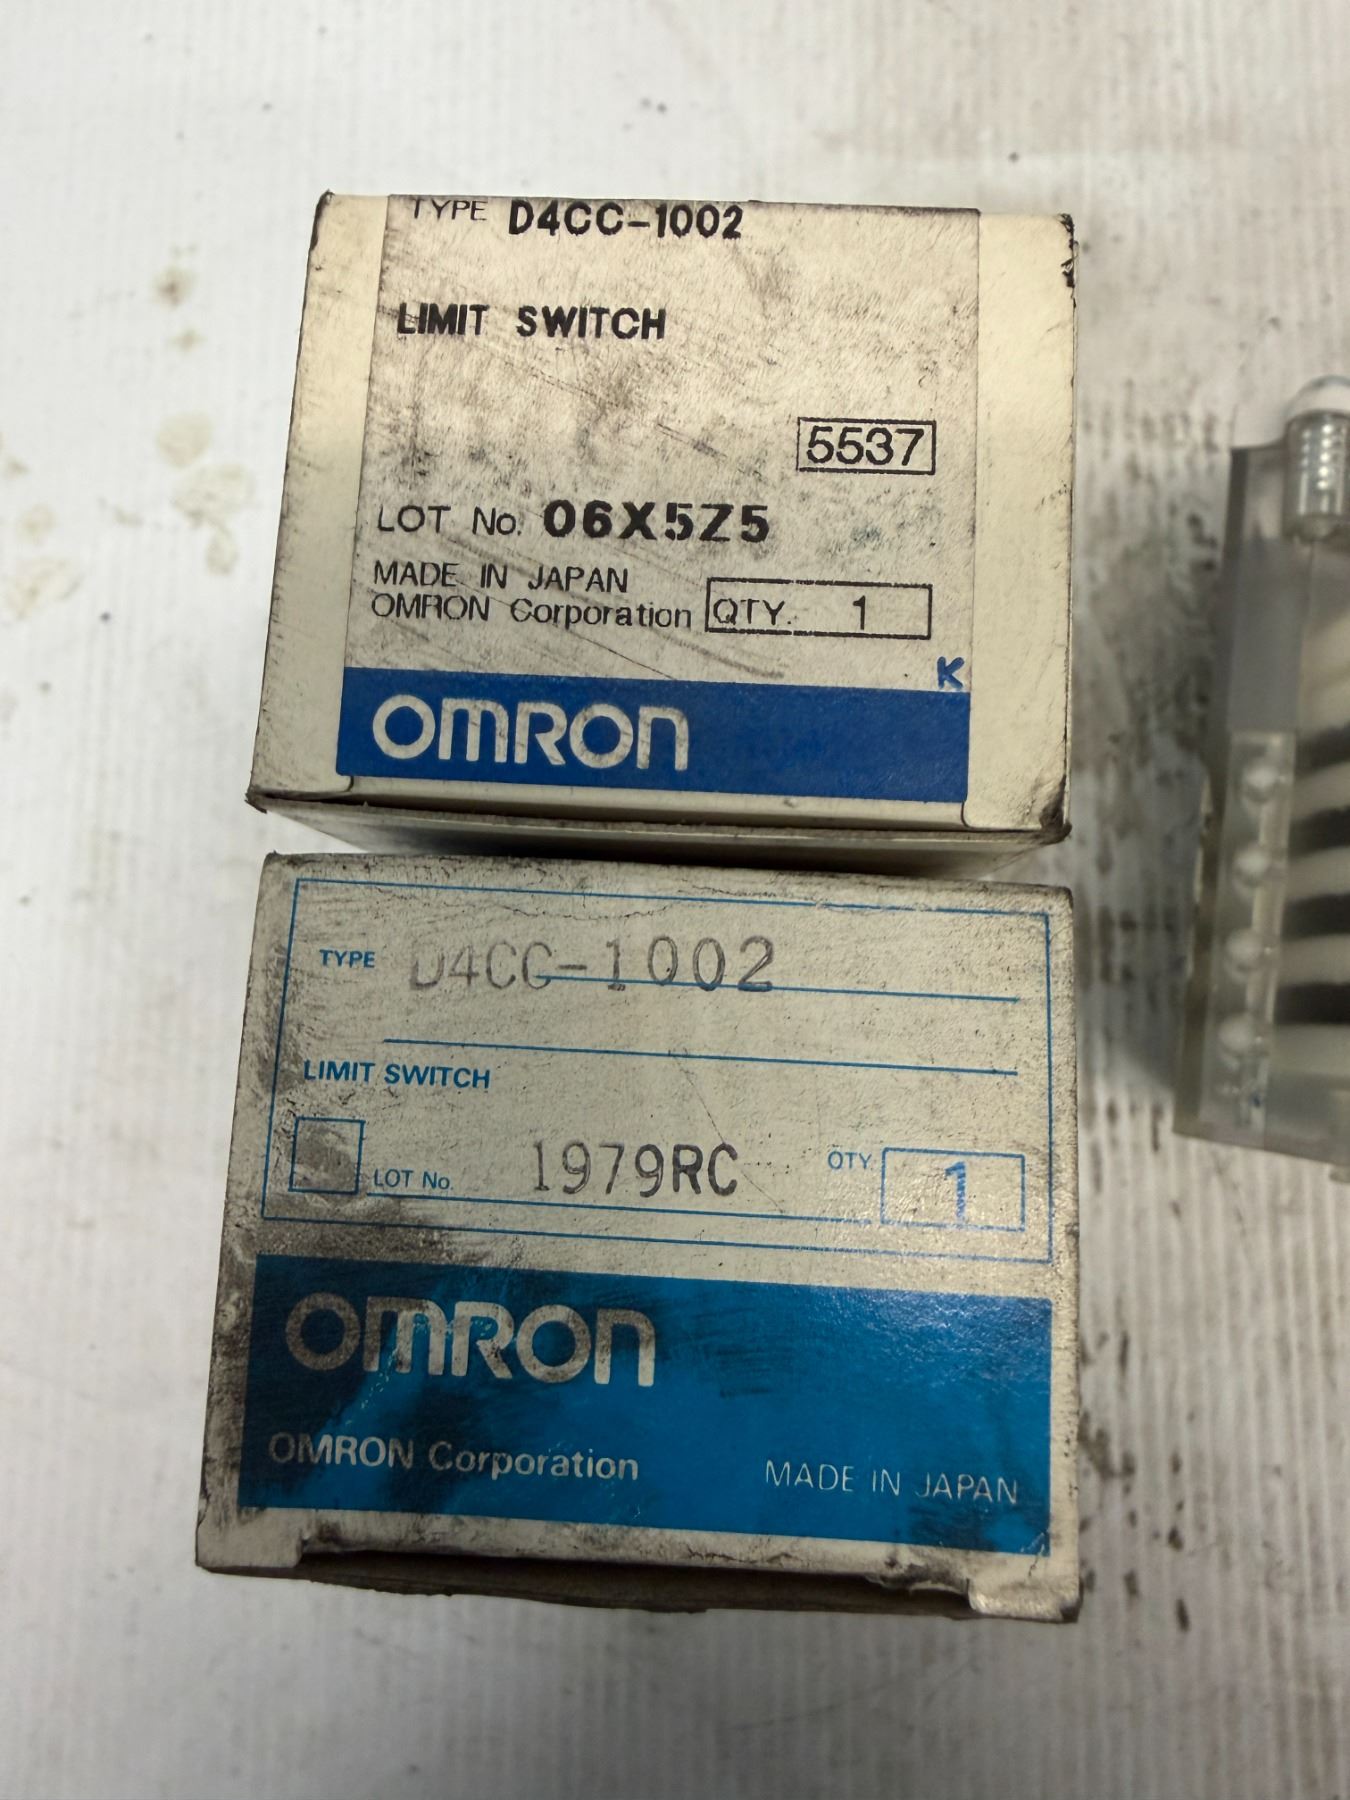 TYPE D4CC-1002
LIMIT SWITCH
5537
LOT No. 06X5Z5
MADE IN JAPAN
OMRON Corporation QTY. 1
K
OMRON
TYPE D4CC-1002
LIMIT SWITCH
LOT No. 1979RC QTY. 1
OMRON
OMRON Corporation MADE IN JAPAN